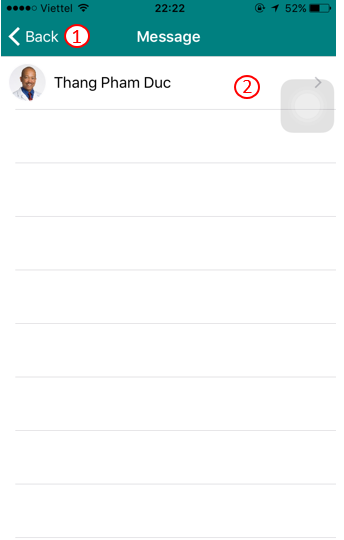 Viettel 22:22 52%
Back 1 Message
Thang Pham Duc 2